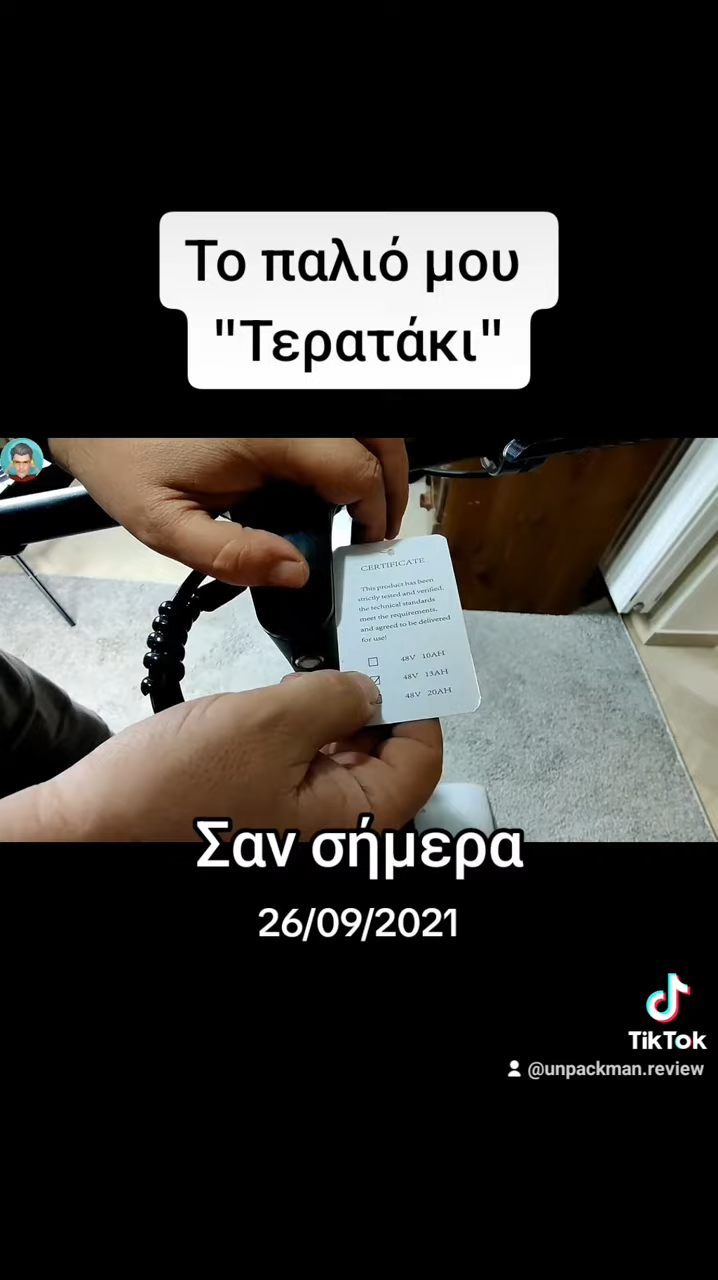 Το παλιό μου
"Τερατάκι"
CERTIFICATE
This product has been
strictly tested and verified,
the technical standards
meet the requirements,
and agreed to be delivered
for use!
48V 10AH
48V 13AH
48V 20AH
Σαν σήμερα
26/09/2021
TikTok
@unpackman.review